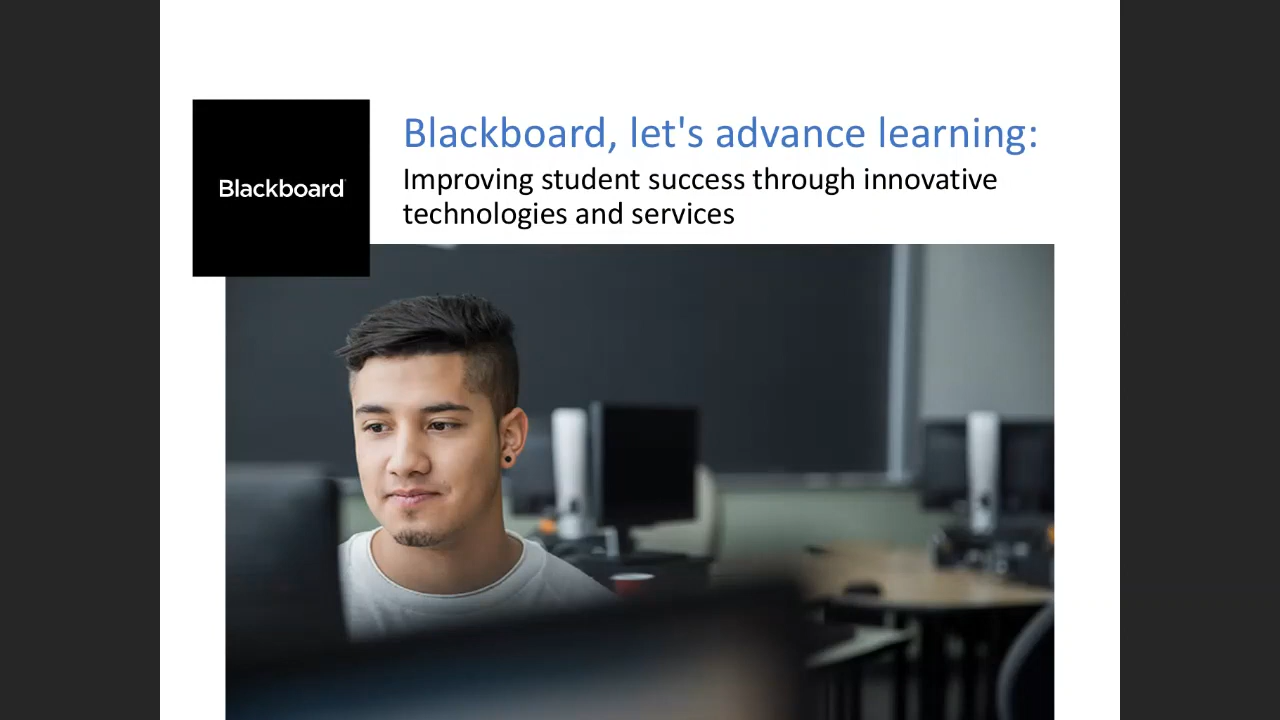 Blackboard
Blackboard, let's advance learning:
Improving student success through innovative
technologies and services